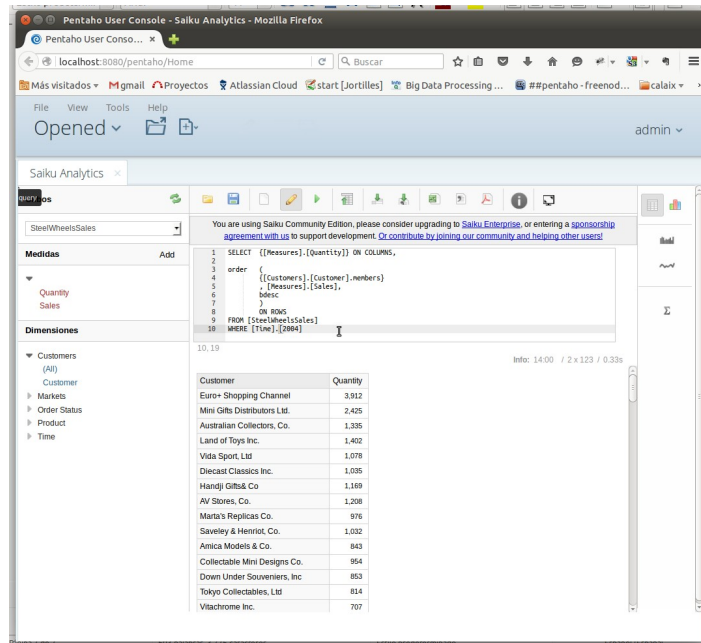 Pentaho User Console - Saiku Analytics - Mozilla Firefox
Pentaho User Conso... ×
localhost:8080/pentaho/Home
Buscar
Más visitados
gmail
Proyectos
Atlassian Cloud
start [Jortilles]
Big Data Processing ...
##pentaho - freenod...
calaix
File View Tools Help
Opened
admin
Saiku Analytics ×
query
os
SteelWheelsSales
Medidas Add
Quantity
Sales
Dimensiones
Customers
(All)
Customer
Markets
Order Status
Product
Time
You are using Saiku Community Edition, please consider upgrading to Saiku Enterprise, or entering a sponsorship
agreement with us to support development. Or contribute by joining our community and helping other users!
1 SELECT {[Measures].[Quantity]} ON COLUMNS,
2
3 order (
4 {[Customers].[Customer].members}
5 , [Measures].[Sales],
6 bdesc
7 )
8 ON ROWS
9 FROM [SteelWheelsSales]
10 WHERE [Time].[2004]
10, 19
Info: 14:00 / 2 x 123 / 0.33s
Customer Quantity
Euro+ Shopping Channel 3,912
Mini Gifts Distributors Ltd. 2,425
Australian Collectors, Co. 1,335
Land of Toys Inc. 1,402
Vida Sport, Ltd 1,078
Diecast Classics Inc. 1,035
Handji Gifts& Co 1,169
AV Stores, Co. 1,208
Marta's Replicas Co. 976
Saveley & Henriot, Co. 1,032
Amica Models & Co. 843
Collectable Mini Designs Co. 954
Down Under Souveniers, Inc 853
Tokyo Collectables, Ltd 814
Vitachrome Inc. 707
Σ